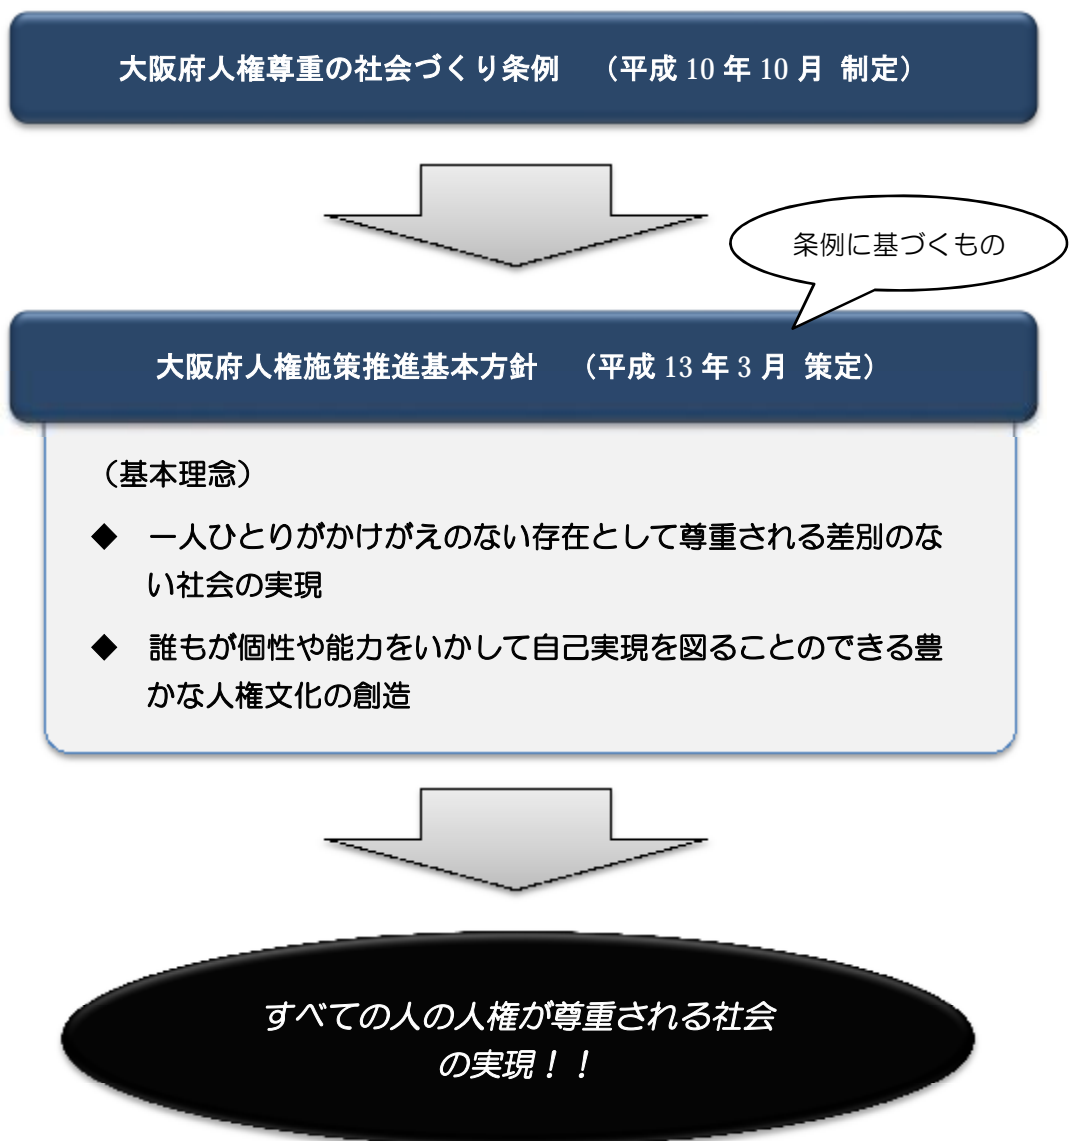 大阪府人権尊重の社会づくり条例　（平成 10 年 10 月 制定）
条例に基づくもの
大阪府人権施策推進基本方針　（平成 13 年 3 月 策定）
（基本理念）
◆　一人ひとりがかけがえのない存在として尊重される差別のな
い社会の実現
◆　誰もが個性や能力をいかして自己実現を図ることのできる豊
かな人権文化の創造
すべての人の人権が尊重される社会
の実現！！